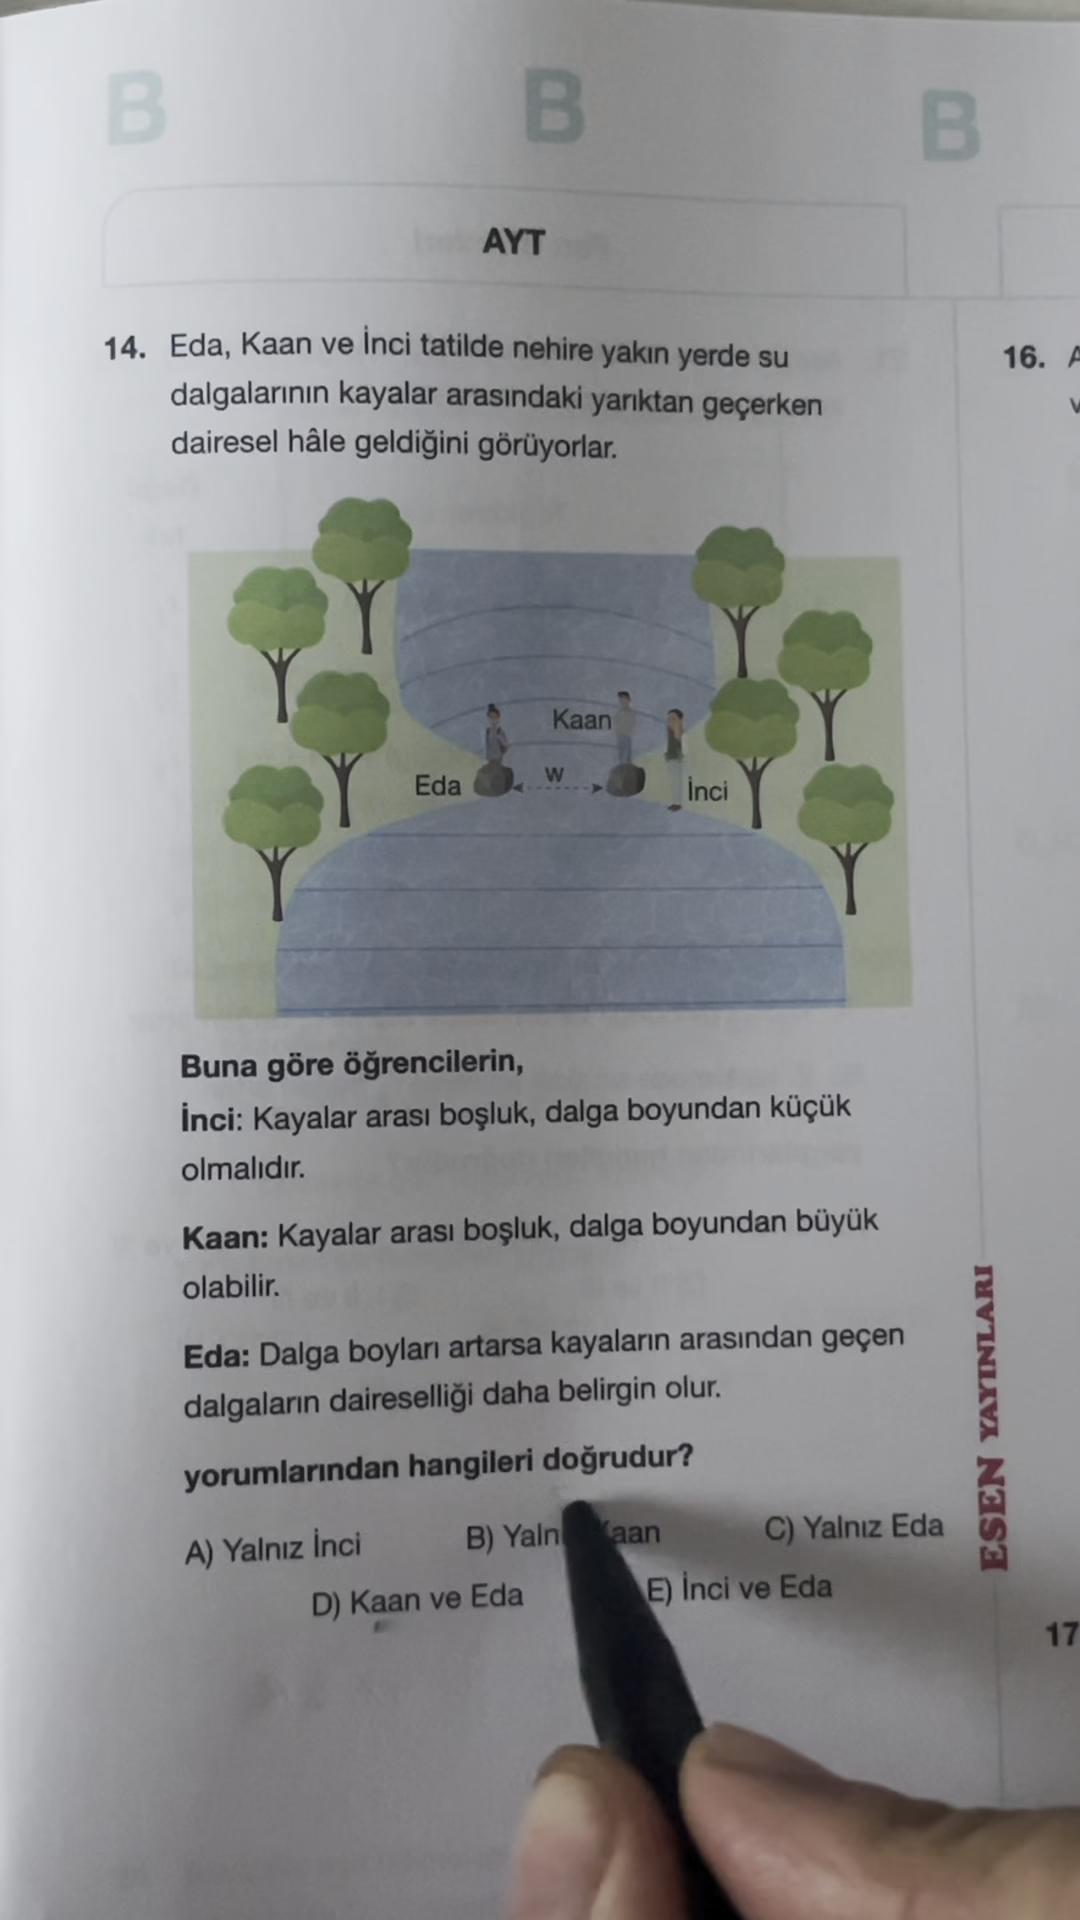 B B B
AYT
14. Eda, Kaan ve İnci tatilde nehire yakın yerde su
dalgalarının kayalar arasındaki yarıktan geçerken
dairesel hâle geldiğini görüyorlar.
Kaan
Eda
W
İnci
Buna göre öğrencilerin,
İnci: Kayalar arası boşluk, dalga boyundan küçük
olmalıdır.
Kaan: Kayalar arası boşluk, dalga boyundan büyük
olabilir.
Eda: Dalga boyları artarsa kayaların arasından geçen
dalgaların daireselliği daha belirgin olur.
yorumlarından hangileri doğrudur?
A) Yalnız İnci
B)
C) Yalnız Eda
D) Kaan ve Eda
E) İnci ve Eda
ESEN YAYINLARI
16.
17